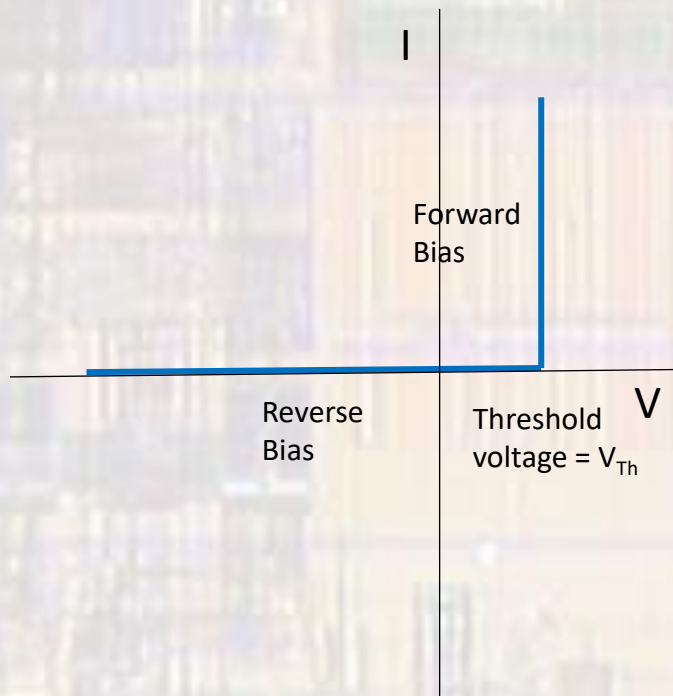 I
Forward
Bias
V
Reverse
Bias
Threshold
voltage = V_Th